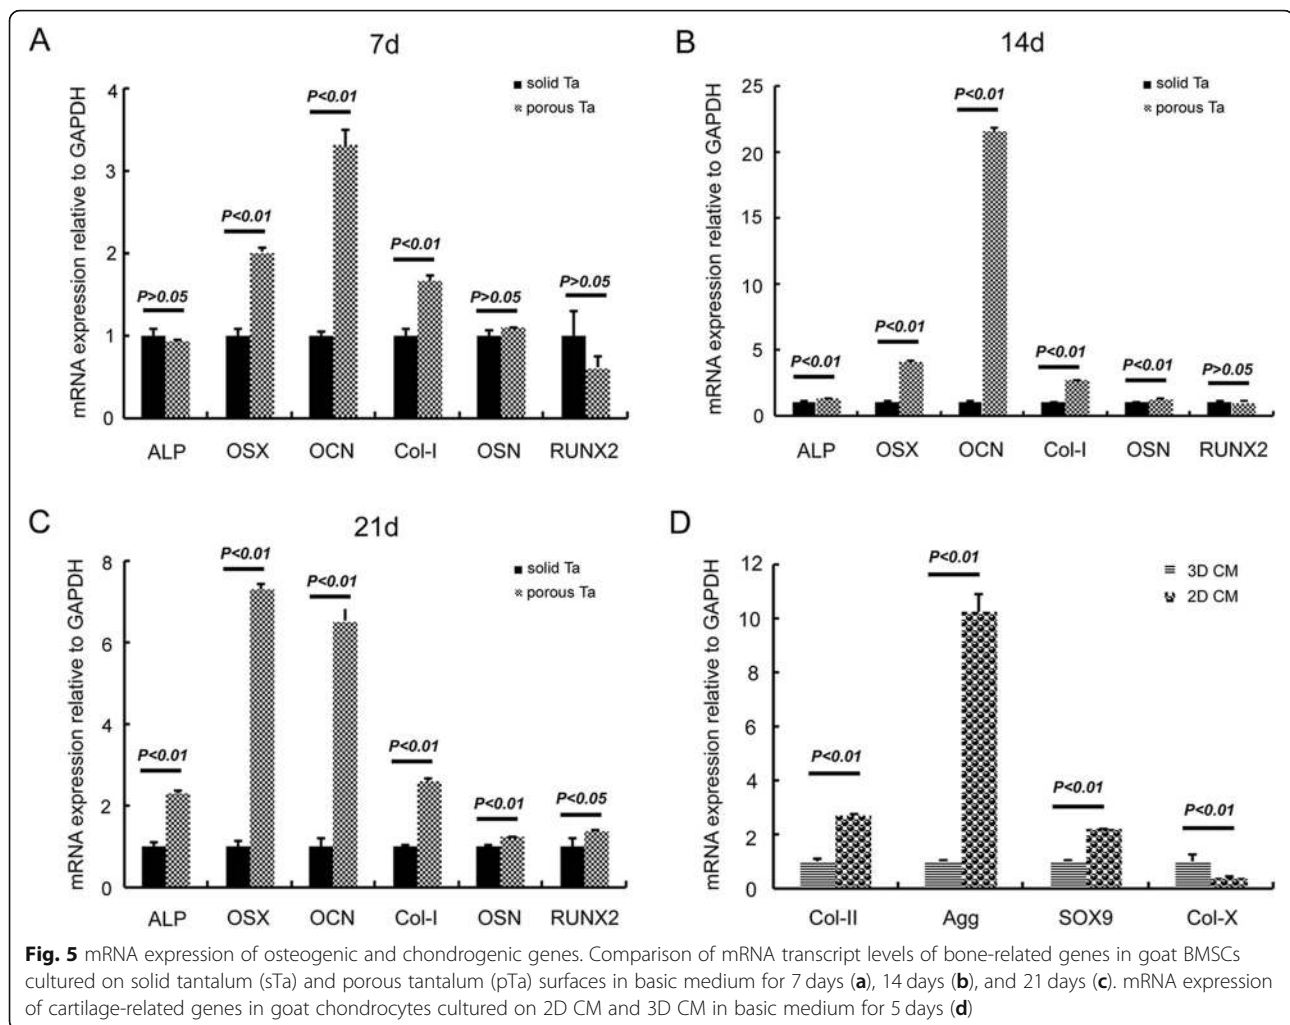 A
7d
solid Ta
porous Ta
mRNA expression relative to GAPDH
4
3
2
1
0
P>0.05
P<0.01
P<0.01
P<0.01
P>0.05
P>0.05
ALP OSX OCN Col-I OSN RUNX2
B
14d
solid Ta
porous Ta
mRNA expression relative to GAPDH
25
20
15
10
5
0
P<0.01
P<0.01
P<0.01
P<0.01
P<0.01
P>0.05
ALP OSX OCN Col-I OSN RUNX2
C
21d
solid Ta
porous Ta
mRNA expression relative to GAPDH
8
6
4
2
0
P<0.01
P<0.01
P<0.01
P<0.01
P<0.01
P<0.05
ALP OSX OCN Col-I OSN RUNX2
D
3D CM
2D CM
mRNA expression relative to GAPDH
12
10
8
6
4
2
0
P<0.01
P<0.01
P<0.01
P<0.01
Col-II Agg SOX9 Col-X
Fig. 5 mRNA expression of osteogenic and chondrogenic genes. Comparison of mRNA transcript levels of bone-related genes in goat BMSCs
cultured on solid tantalum (sTa) and porous tantalum (pTa) surfaces in basic medium for 7 days (a), 14 days (b), and 21 days (c). mRNA expression
of cartilage-related genes in goat chondrocytes cultured on 2D CM and 3D CM in basic medium for 5 days (d)